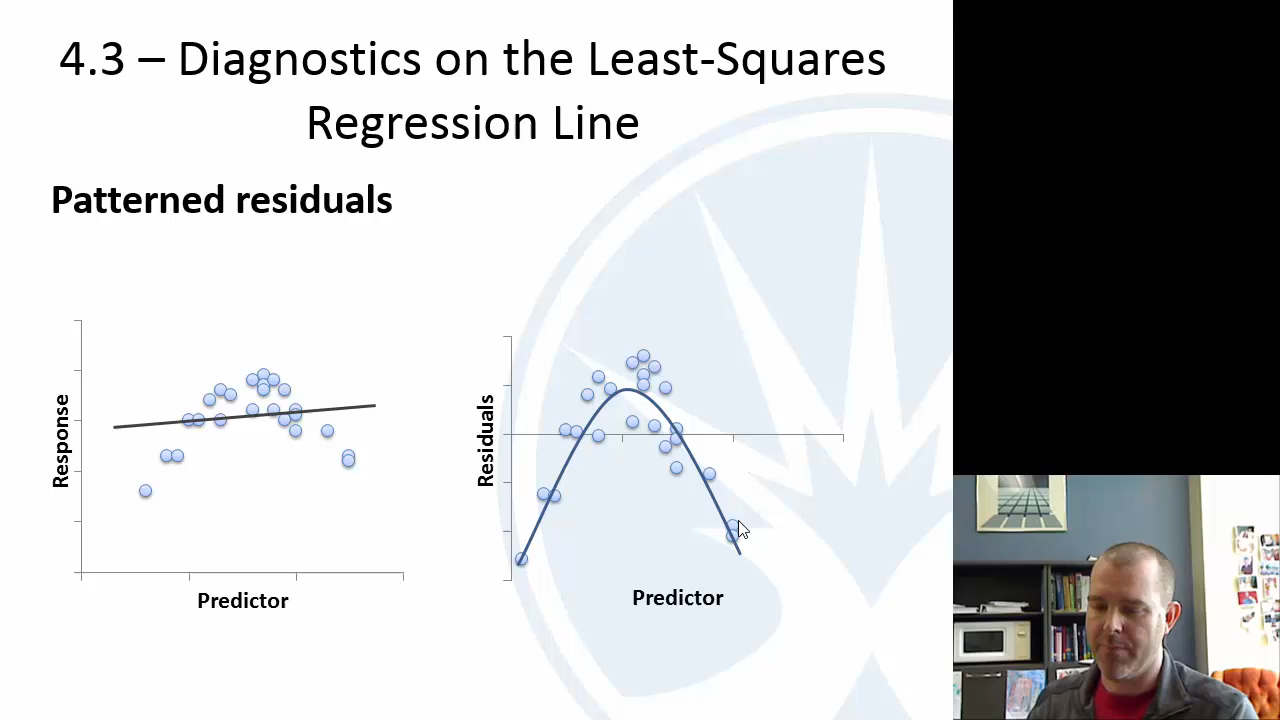 4.3 – Diagnostics on the Least-Squares
Regression Line
Patterned residuals
Response
Predictor
Residuals
Predictor